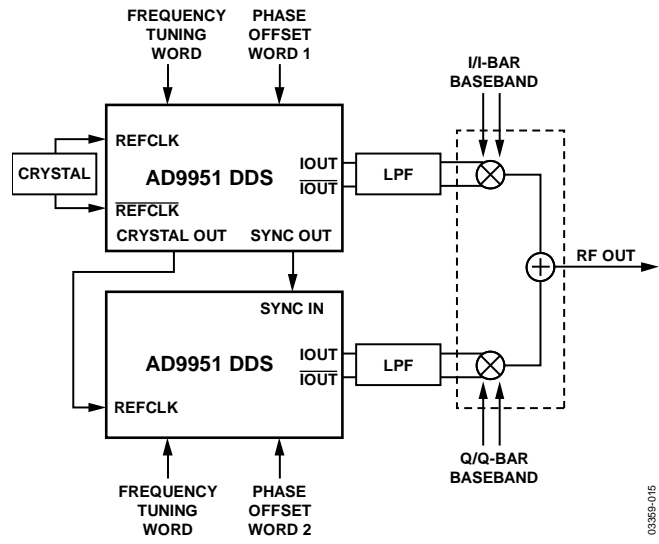 FREQUENCY
TUNING
WORD
PHASE
OFFSET
WORD 1
I/I-BAR
BASEBAND
REFCLK
CRYSTAL
AD9951 DDS
IOUT
IOUT
LPF
REFCLK
CRYSTAL OUT
SYNC OUT
RF OUT
SYNC IN
AD9951 DDS
IOUT
IOUT
LPF
REFCLK
Q/Q-BAR
BASEBAND
FREQUENCY
TUNING
WORD
PHASE
OFFSET
WORD 2
03359-015